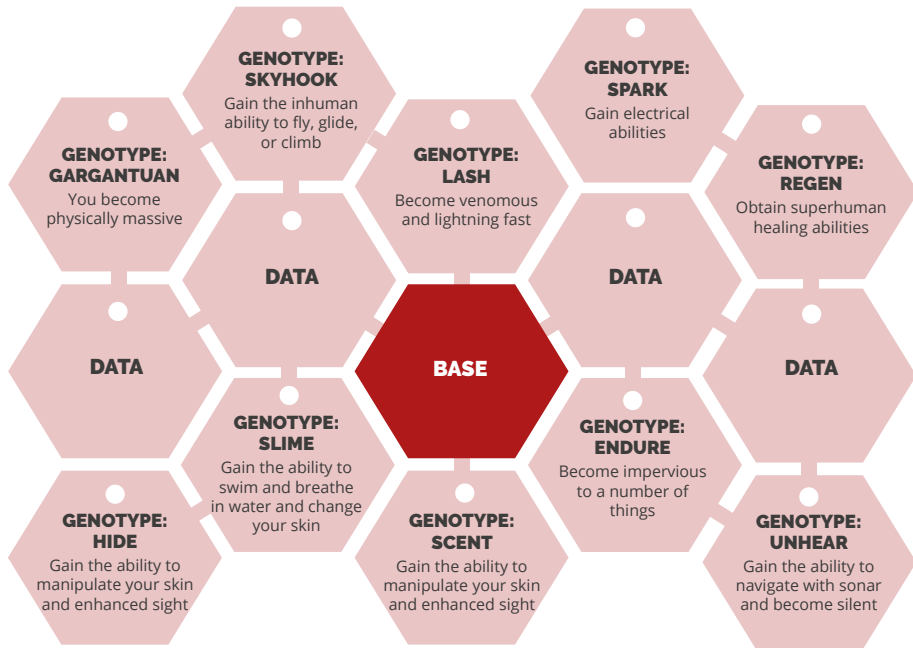 GENOTYPE:
SKYHOOK
Gain the inhuman
ability to fly, glide,
or climb
GENOTYPE:
SPARK
Gain electrical
abilities
GENOTYPE:
GARGANTUAN
You become
physically massive
GENOTYPE:
LASH
Become venomous
and lightning fast
GENOTYPE:
REGEN
Obtain superhuman
healing abilities
DATA
DATA
DATA
BASE
DATA
GENOTYPE:
SLIME
Gain the ability to
swim and breathe
in water and change
your skin
GENOTYPE:
ENDURE
Become impervious
to a number of
things
GENOTYPE:
HIDE
Gain the ability to
manipulate your skin
and enhanced sight
GENOTYPE:
SCENT
Gain the ability to
manipulate your skin
and enhanced sight
GENOTYPE:
UNHEAR
Gain the ability to
navigate with sonar
and become silent